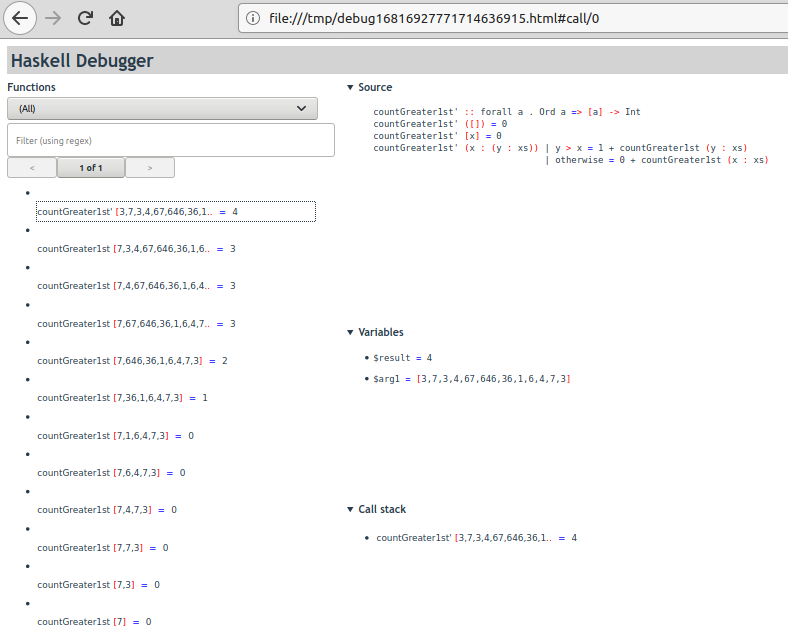 file:///tmp/debug16816927771714636915.html#call/0
Haskell Debugger
Functions
(All)
Filter (using regex)
< 1 of 1 >
countGreater1st' [3,7,3,4,67,646,36,1.. = 4
countGreater1st [7,3,4,67,646,36,1,6.. = 3
countGreater1st [7,4,67,646,36,1,6,4.. = 3
countGreater1st [7,67,646,36,1,6,4,7.. = 3
countGreater1st [7,646,36,1,6,4,7,3] = 2
countGreater1st [7,36,1,6,4,7,3] = 1
countGreater1st [7,1,6,4,7,3] = 0
countGreater1st [7,6,4,7,3] = 0
countGreater1st [7,4,7,3] = 0
countGreater1st [7,7,3] = 0
countGreater1st [7,3] = 0
countGreater1st [7] = 0
▼ Source
countGreater1st' :: forall a . Ord a => [a] -> Int
countGreater1st' ([]) = 0
countGreater1st' [x] = 0
countGreater1st' (x : (y : xs)) | y > x = 1 + countGreater1st (y : xs)
| otherwise = 0 + countGreater1st (x : xs)
▼ Variables
$result = 4
$arg1 = [3,7,3,4,67,646,36,1,6,4,7,3]
▼ Call stack
countGreater1st' [3,7,3,4,67,646,36,1.. = 4